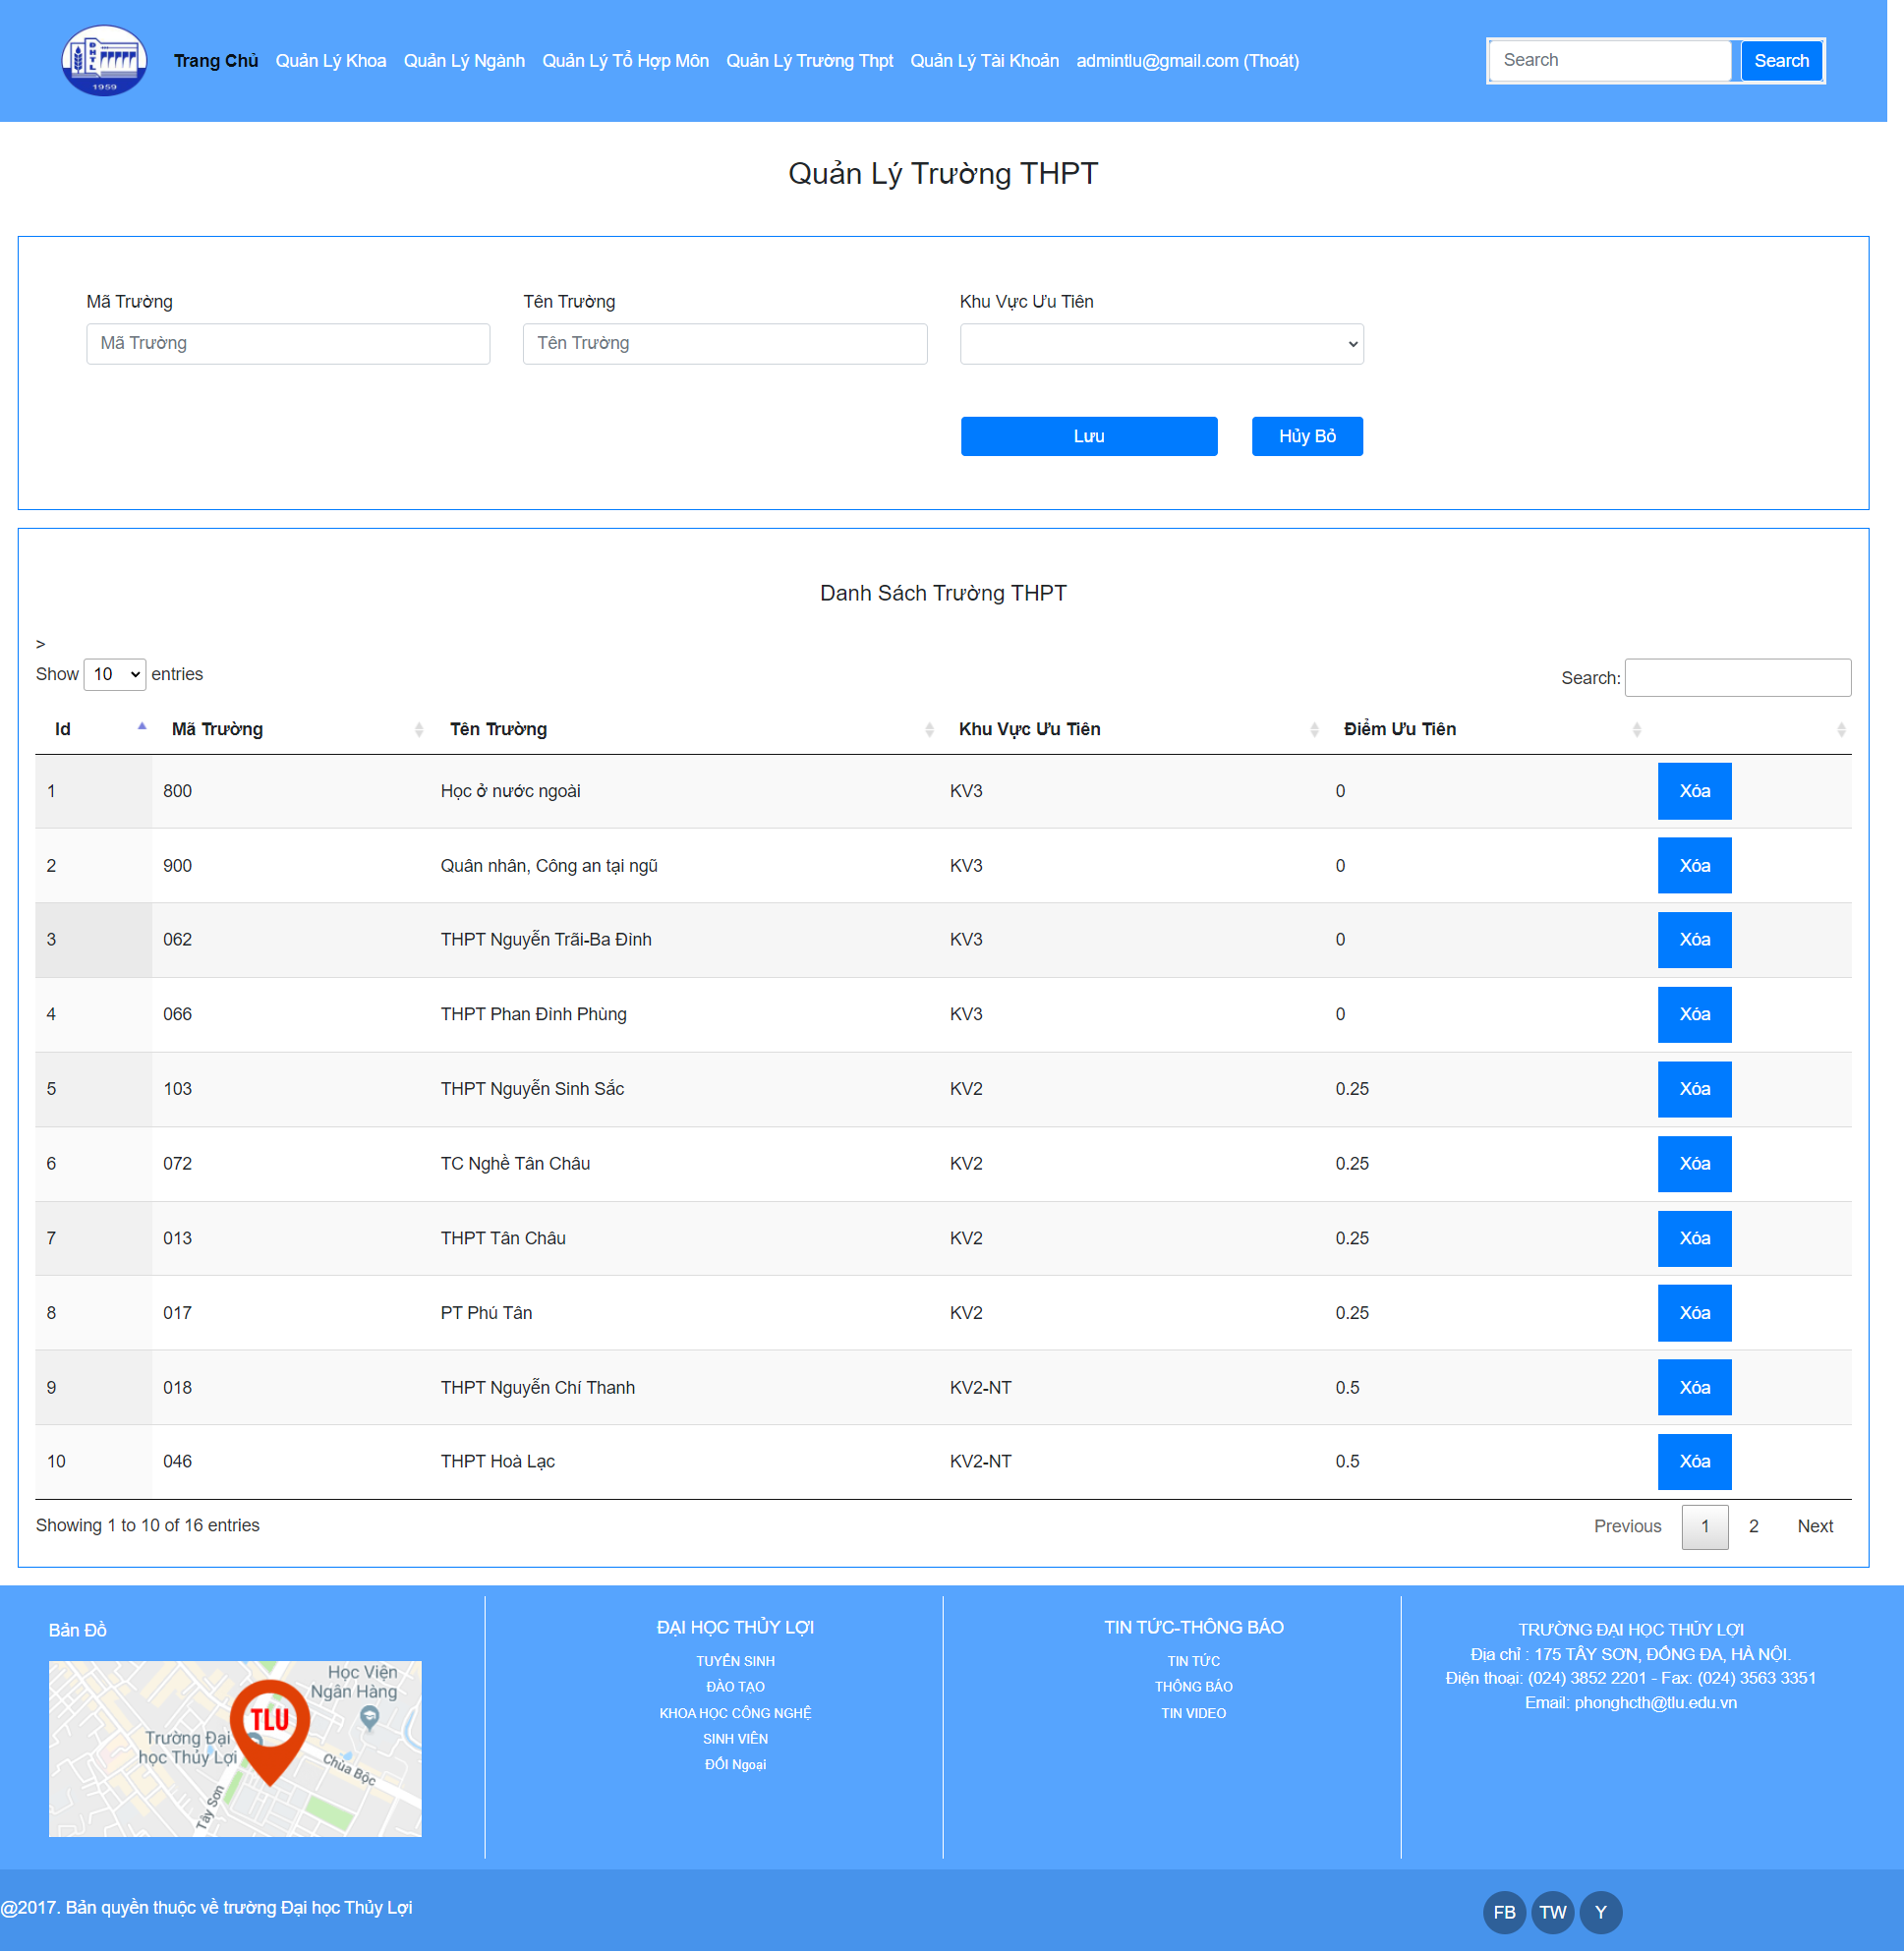 ĐHTL
1959
Trang Chủ Quản Lý Khoa Quản Lý Ngành Quản Lý Tổ Hợp Môn Quản Lý Trường Thpt Quản Lý Tài Khoản admintlu@gmail.com (Thoát) Search Search
Quản Lý Trường THPT
Mã Trường Tên Trường Khu Vực Ưu Tiên
Mã Trường Tên Trường
Lưu Hủy Bỏ
Danh Sách Trường THPT
>
Show 10 entries Search:
Id Mã Trường Tên Trường Khu Vực Ưu Tiên Điểm Ưu Tiên
1 800 Học ở nước ngoài KV3 0 Xóa
2 900 Quân nhân, Công an tại ngũ KV3 0 Xóa
3 062 THPT Nguyễn Trãi-Ba Đình KV3 0 Xóa
4 066 THPT Phan Đình Phùng KV3 0 Xóa
5 103 THPT Nguyễn Sinh Sắc KV2 0.25 Xóa
6 072 TC Nghề Tân Châu KV2 0.25 Xóa
7 013 THPT Tân Châu KV2 0.25 Xóa
8 017 PT Phú Tân KV2 0.25 Xóa
9 018 THPT Nguyễn Chí Thanh KV2-NT 0.5 Xóa
10 046 THPT Hoà Lạc KV2-NT 0.5 Xóa
Showing 1 to 10 of 16 entries Previous 1 2 Next
Bản Đồ
Học Viện
Ngân Hàng
TLU
Trường Đại
học Thủy Lợi
Chùa Bộc
Tây Sơn
ĐẠI HỌC THỦY LỢI
TUYỂN SINH
ĐÀO TẠO
KHOA HỌC CÔNG NGHỆ
SINH VIÊN
ĐỐI Ngoại
TIN TỨC-THÔNG BÁO
TIN TỨC
THÔNG BÁO
TIN VIDEO
TRƯỜNG ĐẠI HỌC THỦY LỢI
Địa chỉ : 175 TÂY SƠN, ĐỐNG ĐA, HÀ NỘI.
Điện thoại: (024) 3852 2201 - Fax: (024) 3563 3351
Email: phonghcth@tlu.edu.vn
@2017. Bản quyền thuộc về trường Đại học Thủy Lợi FB TW Y